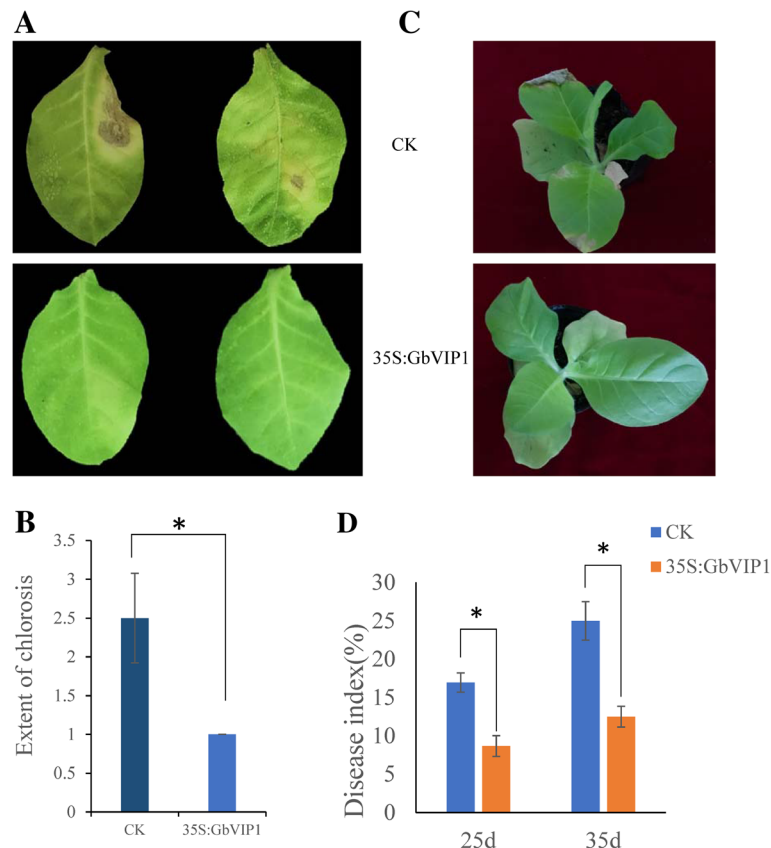 A
C
CK
35S:GbVIP1
B
*
3.5
3
2.5
2
1.5
1
0.5
0
Extent of chlorosis
CK
35S:GbVIP1
D
CK
35S:GbVIP1
*
*
30
25
20
15
10
5
0
Disease index(%)
25d
35d